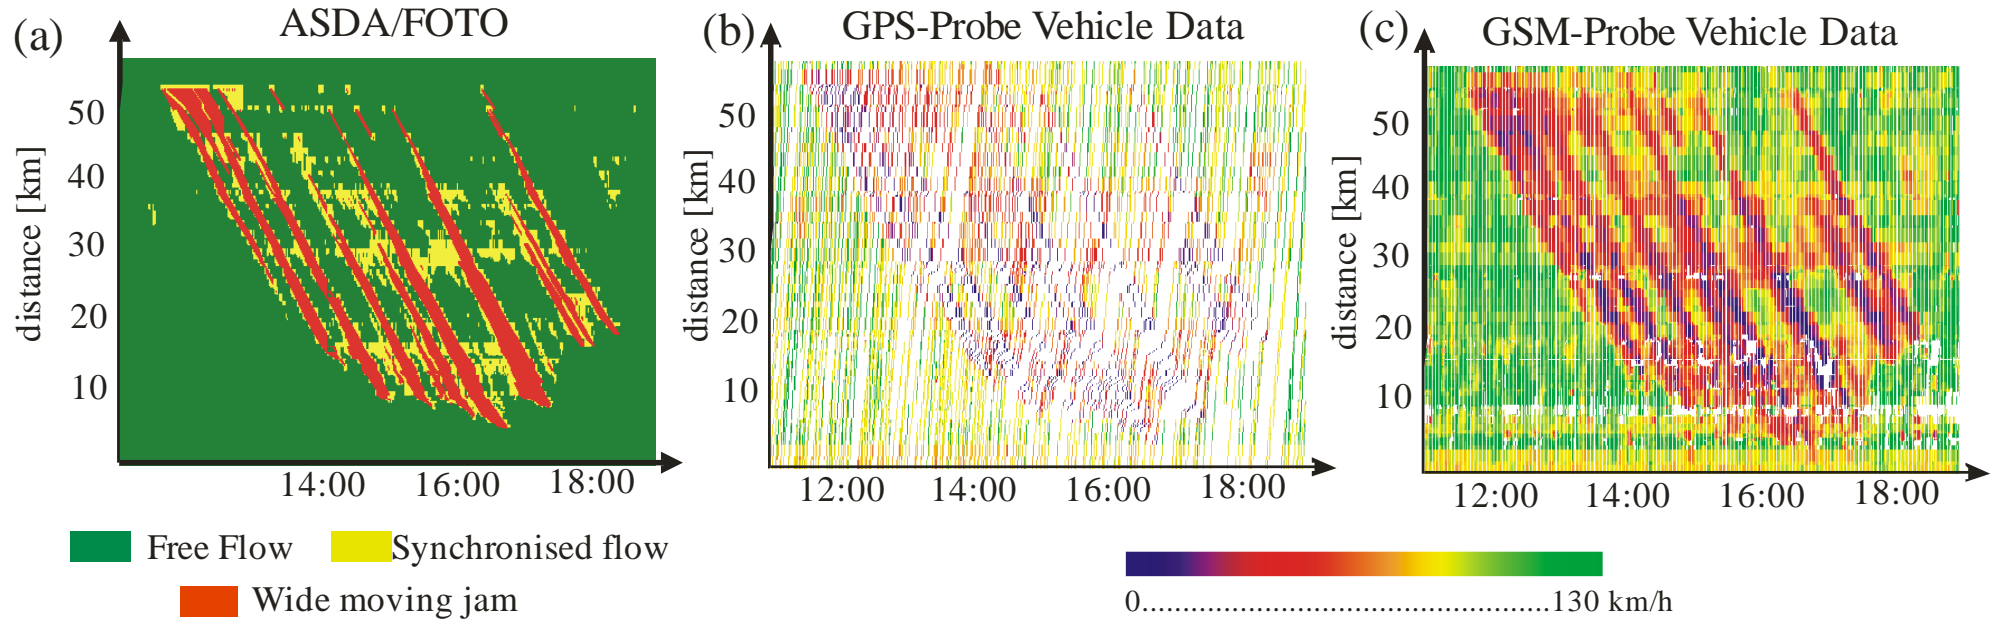 (a) ASDA/FOTO
distance [km]
50
40
30
20
10
14:00 16:00 18:00
Free Flow Synchronised flow
Wide moving jam
(b) GPS-Probe Vehicle Data
distance [km]
50
40
30
20
10
12:00 14:00 16:00 18:00
(c) GSM-Probe Vehicle Data
distance [km]
50
40
30
20
10
12:00 14:00 16:00 18:00
0...................................................130 km/h